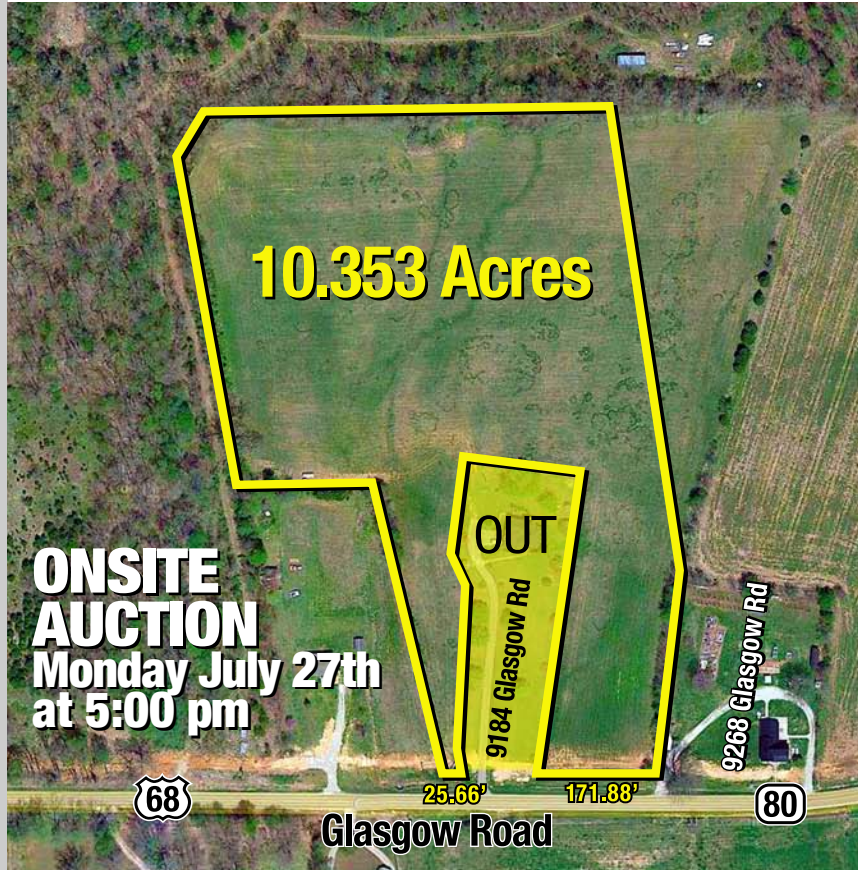 10.353 Acres
OUT
9184 Glasgow Rd
9268 Glasgow Rd
ONSITE
AUCTION
Monday July 27th
at 5:00 pm
25.66’
171.88’
68
80
Glasgow Road